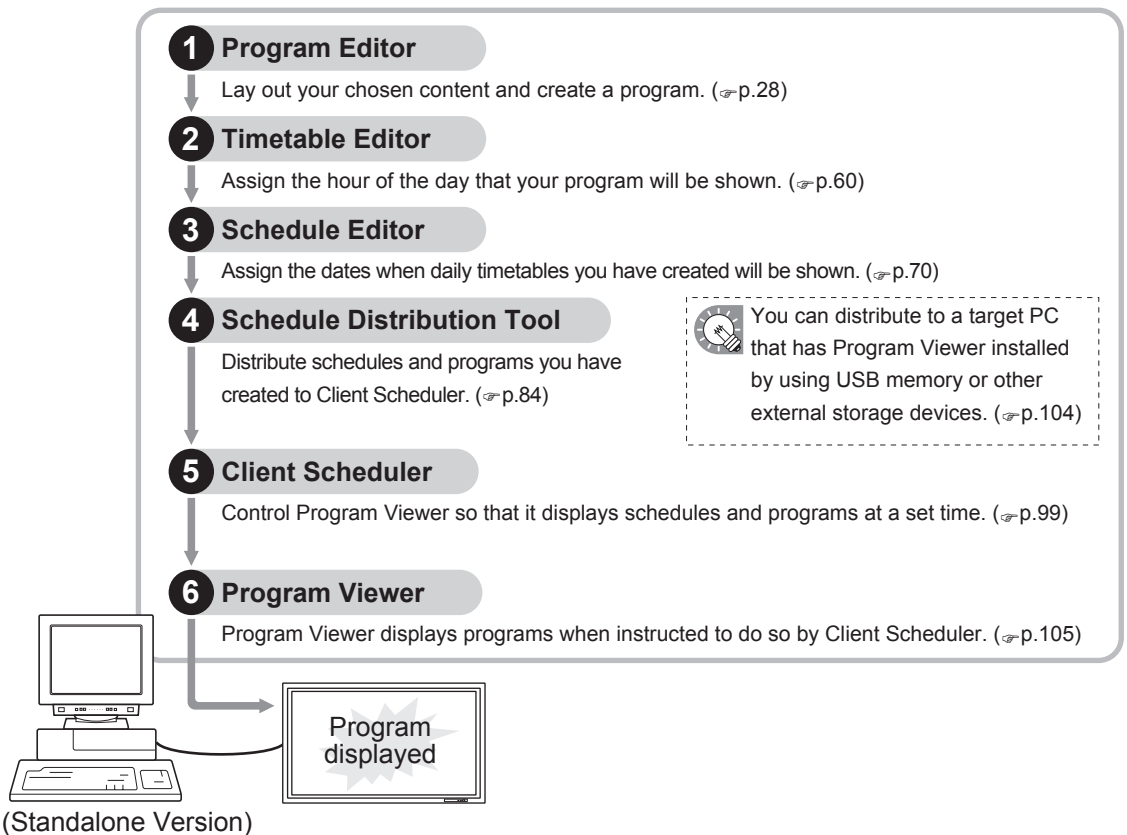 1 Program Editor
Lay out your chosen content and create a program. (☞p.28)
2 Timetable Editor
Assign the hour of the day that your program will be shown. (☞p.60)
3 Schedule Editor
Assign the dates when daily timetables you have created will be shown. (☞p.70)
4 Schedule Distribution Tool
Distribute schedules and programs you have
created to Client Scheduler. (☞p.84)
You can distribute to a target PC
that has Program Viewer installed
by using USB memory or other
external storage devices. (☞p.104)
5 Client Scheduler
Control Program Viewer so that it displays schedules and programs at a set time. (☞p.99)
6 Program Viewer
Program Viewer displays programs when instructed to do so by Client Scheduler. (☞p.105)
Program
displayed
(Standalone Version)